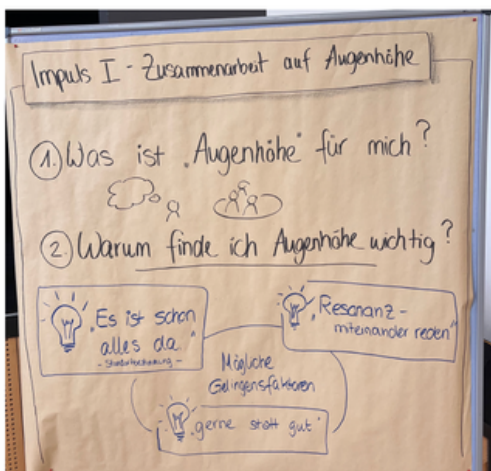 Impuls I - Zusammenarbeit auf Augenhöhe
1. Was ist „Augenhöhe" für mich?
2. Warum finde ich Augenhöhe wichtig?
„Es ist schon
alles da"
Resonanz -
„miteinander reden"
Mögliche
Gelingensfaktoren
„gerne statt gut"